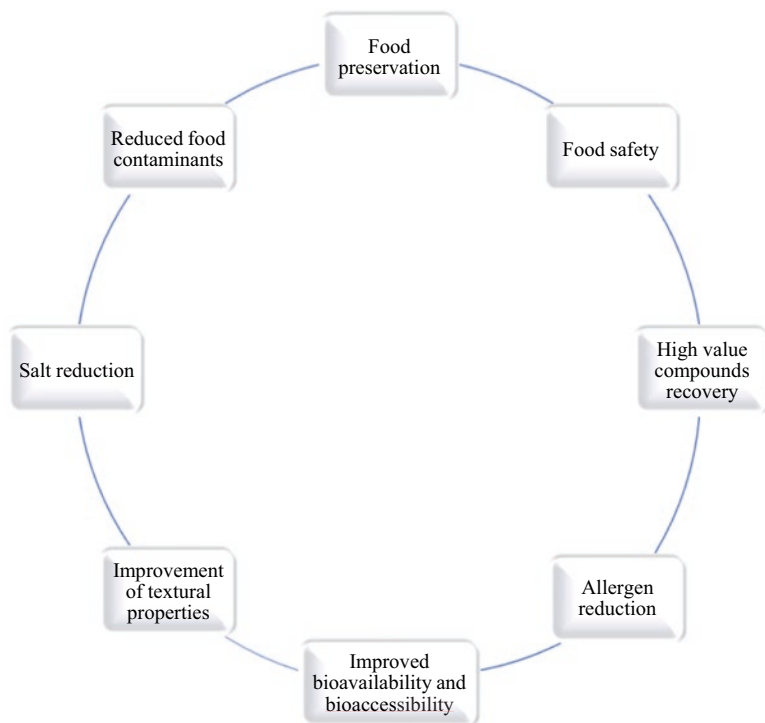 Food
preservation
Food safety
High value
compounds
recovery
Allergen
reduction
Improved
bioavailability and
bioaccessibility
Improvement
of textural
properties
Salt reduction
Reduced food
contaminants